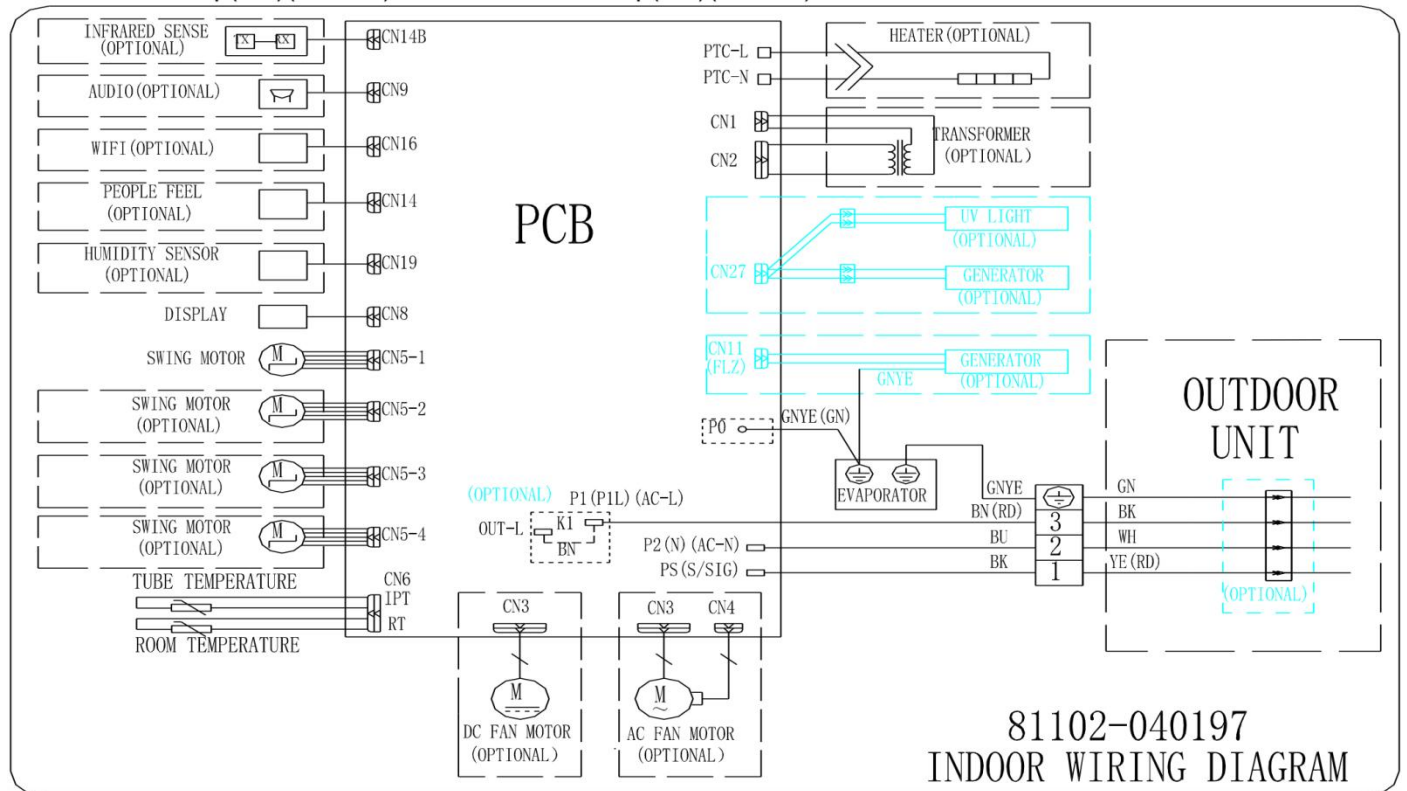 INFRARED SENSE
(OPTIONAL)
TX
RX
CN14B
AUDIO(OPTIONAL)
CN9
WIFI(OPTIONAL)
CN16
PEOPLE FEEL
(OPTIONAL)
CN14
HUMIDITY SENSOR
(OPTIONAL)
CN19
DISPLAY
CN8
SWING MOTOR
M
CN5-1
SWING MOTOR
(OPTIONAL)
M
CN5-2
SWING MOTOR
(OPTIONAL)
M
CN5-3
SWING MOTOR
(OPTIONAL)
M
CN5-4
TUBE TEMPERATURE
CN6
IPT
RT
ROOM TEMPERATURE
PCB
PTC-L
PTC-N
HEATER(OPTIONAL)
CN1
CN2
TRANSFORMER
(OPTIONAL)
CN27
UV LIGHT
(OPTIONAL)
GENERATOR
(OPTIONAL)
CN11
(FLZ)
GENERATOR
(OPTIONAL)
GNYE
P0
GNYE(GN)
EVAPORATOR
(OPTIONAL)
P1(P1L)(AC-L)
OUT-L
K1
BN
P2(N)(AC-N)
PS(S/SIG)
GNYE
BN(RD)
BU
BK
3
2
1
GN
BK
WH
YE(RD)
OUTDOOR
UNIT
(OPTIONAL)
CN3
M
DC FAN MOTOR
(OPTIONAL)
CN3
CN4
M
~
AC FAN MOTOR
(OPTIONAL)
81102-040197
INDOOR WIRING DIAGRAM